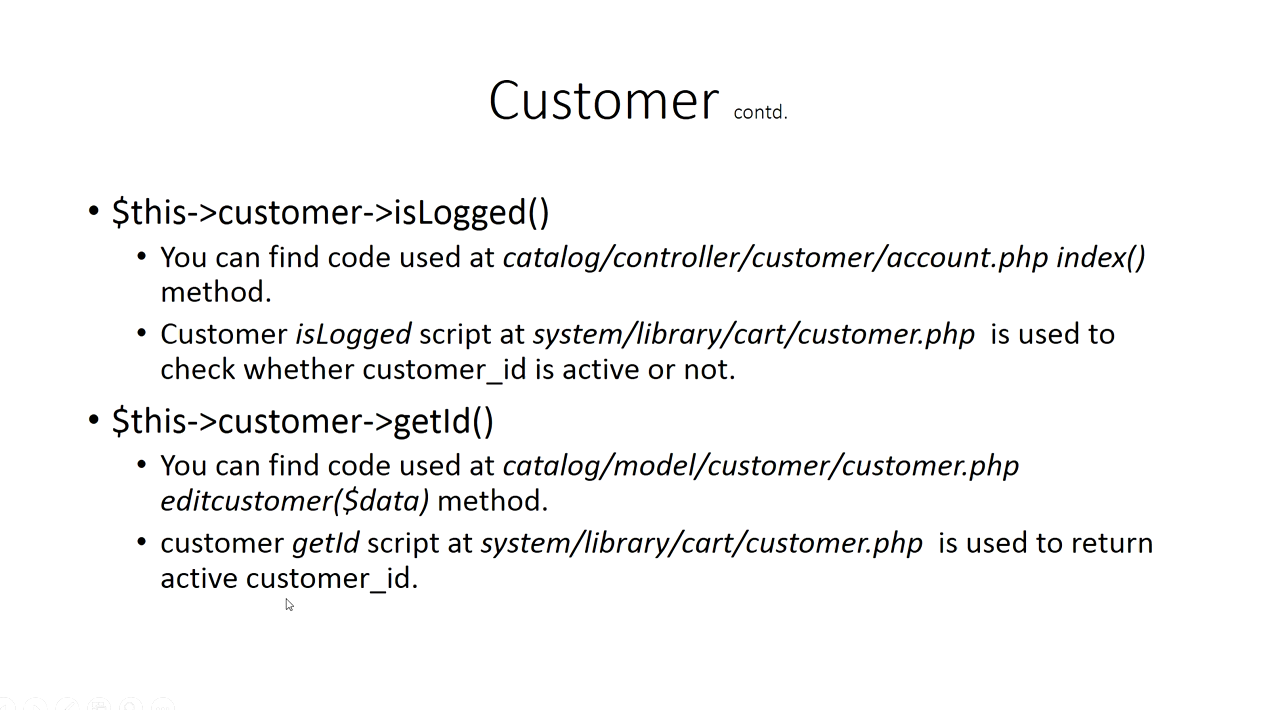 Customer contd.
• $this->customer->isLogged()
• You can find code used at catalog/controller/customer/account.php index()
method.
• Customer isLogged script at system/library/cart/customer.php is used to
check whether customer_id is active or not.
• $this->customer->getId()
• You can find code used at catalog/model/customer/customer.php
editcustomer($data) method.
• customer getId script at system/library/cart/customer.php is used to return
active customer_id.